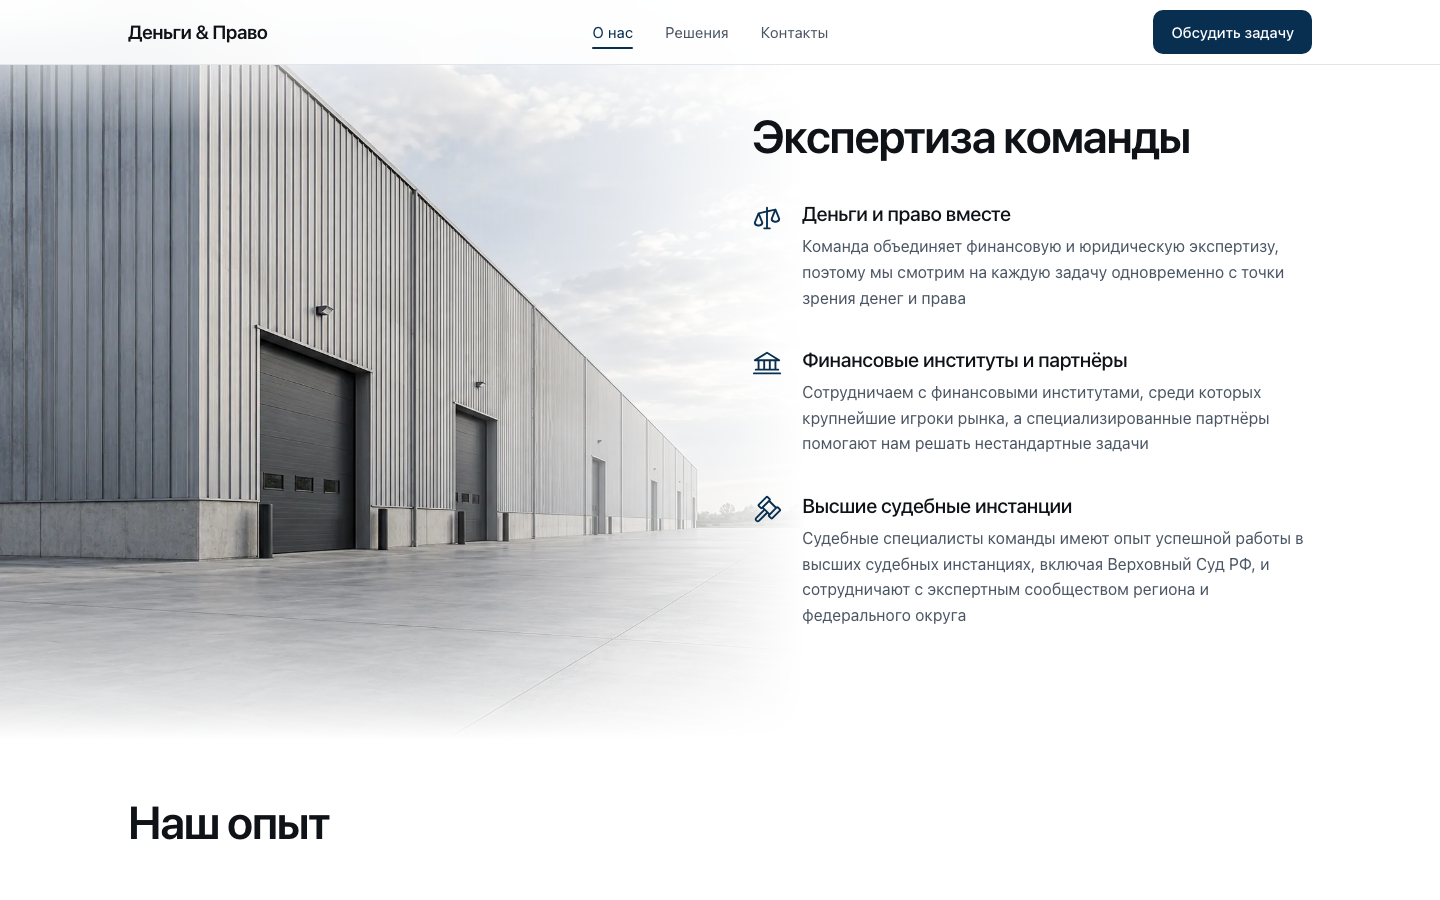 Деньги & Право
О нас
Решения
Контакты
Обсудить задачу
Экспертиза команды
Деньги и право вместе
Команда объединяет финансовую и юридическую экспертизу,
поэтому мы смотрим на каждую задачу одновременно с точки
зрения денег и права
Финансовые институты и партнёры
Сотрудничаем с финансовыми институтами, среди которых
крупнейшие игроки рынка, а специализированные партнёры
помогают нам решать нестандартные задачи
Высшие судебные инстанции
Судебные специалисты команды имеют опыт успешной работы в
высших судебных инстанциях, включая Верховный Суд РФ, и
сотрудничают с экспертным сообществом региона и
федерального округа
Наш опыт